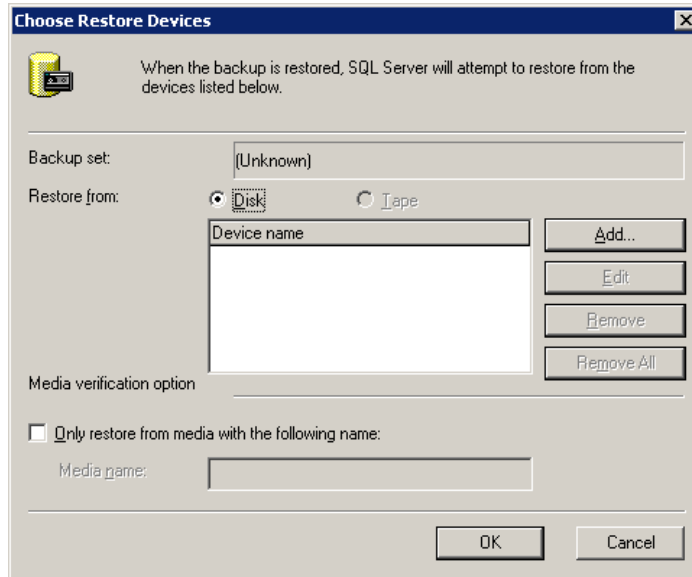 Choose Restore Devices
When the backup is restored, SQL Server will attempt to restore from the
devices listed below.
Backup set:
(Unknown)
Restore from:
Disk
Tape
Device name
Add...
Edit
Remove
Remove All
Media verification option
Only restore from media with the following name:
Media name:
OK
Cancel